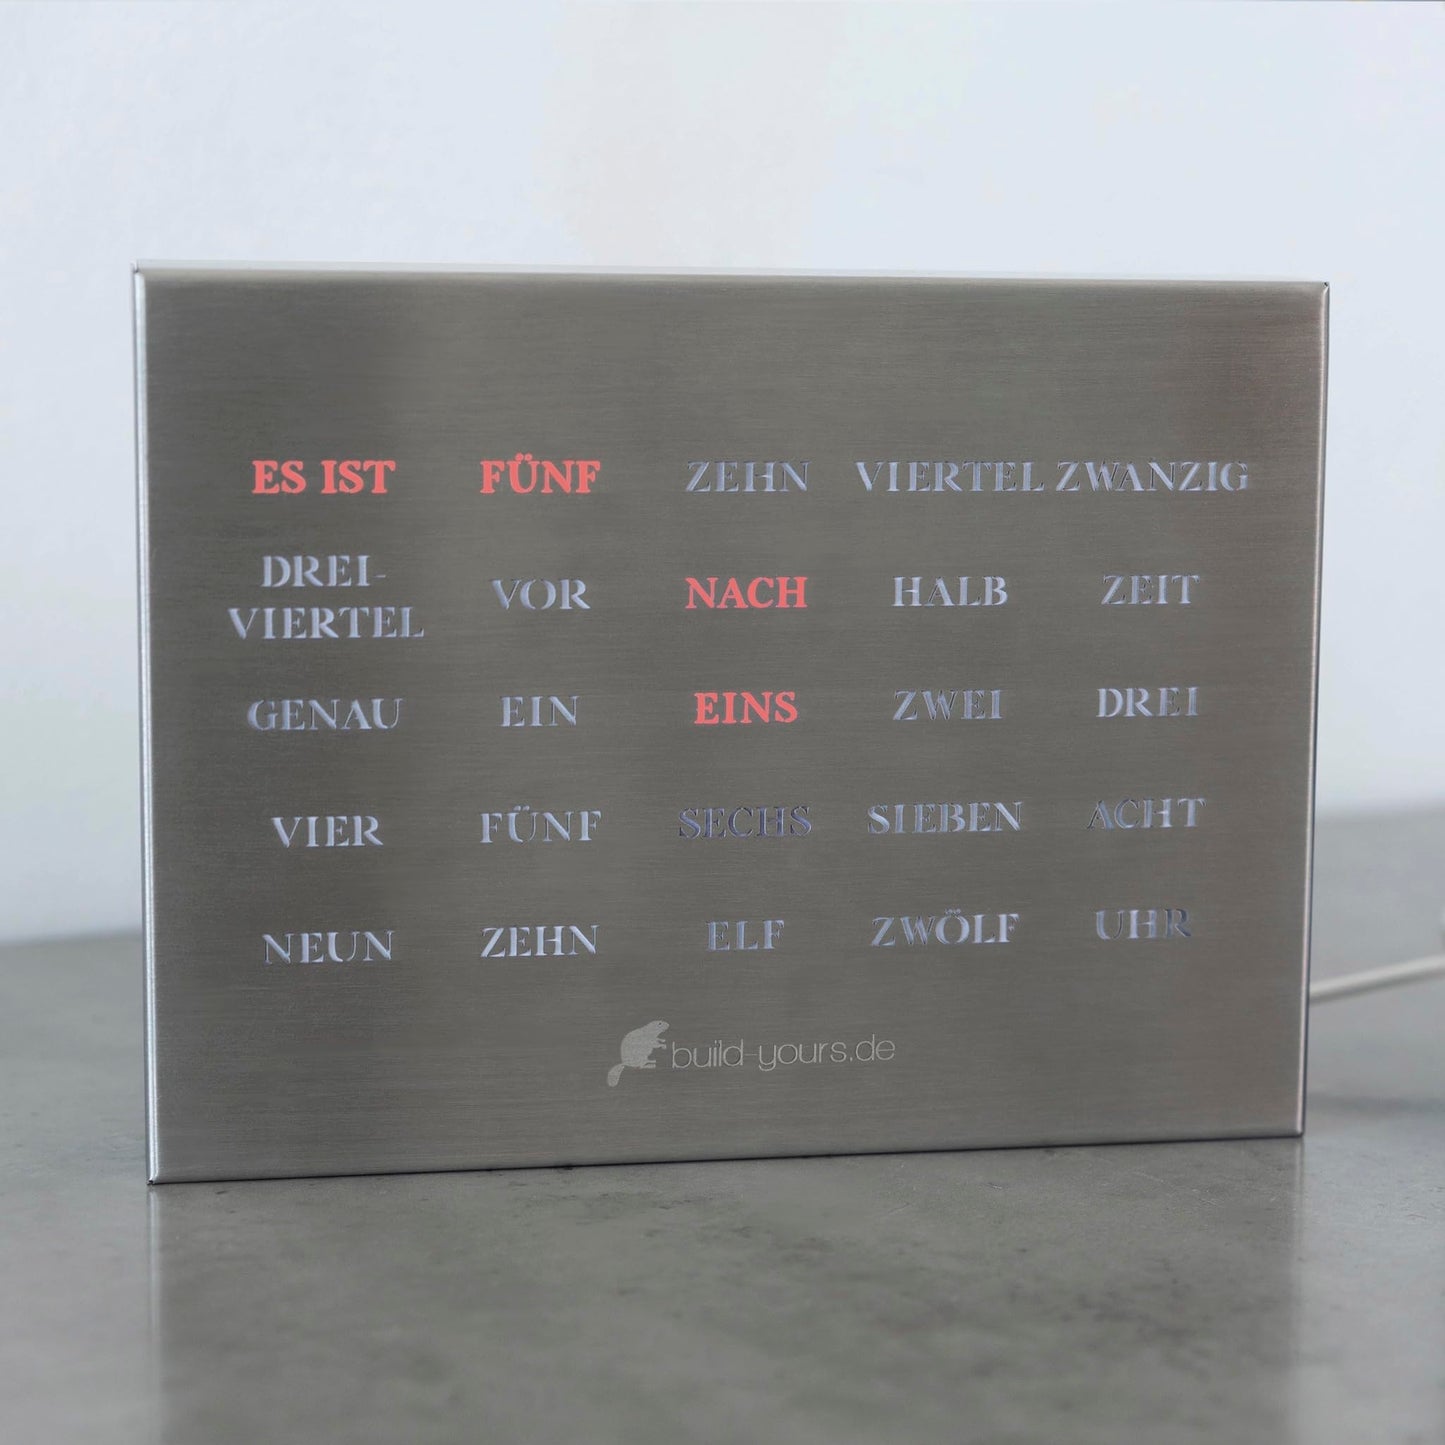 ES IST FÜNF ZEHN VIERTEL ZWANZIG
DREI-
VIERTEL VOR NACH HALB ZEIT
GENAU EIN EINS ZWEI DREI
VIER FÜNF SECHS SIEBEN ACHT
NEUN ZEHN ELF ZWÖLF UHR
build-yours.de